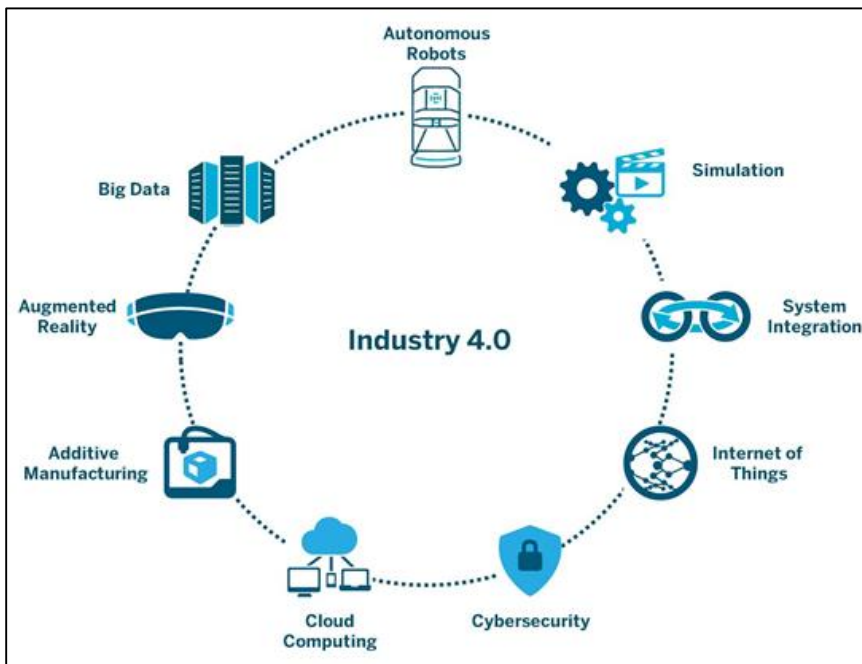 Autonomous
Robots
Simulation
System
Integration
Internet of
Things
Cybersecurity
Cloud
Computing
Additive
Manufacturing
Augmented
Reality
Big Data
Industry 4.0